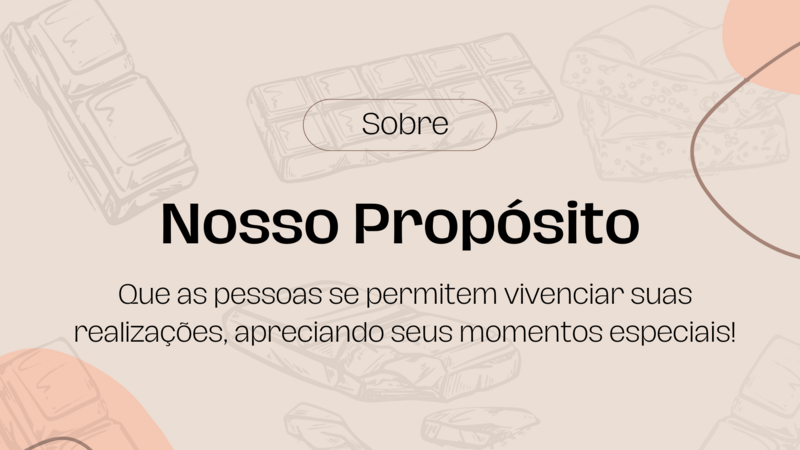 Sobre
Nosso Propósito
Que as pessoas se permitem vivenciar suas
realizações, apreciando seus momentos especiais!